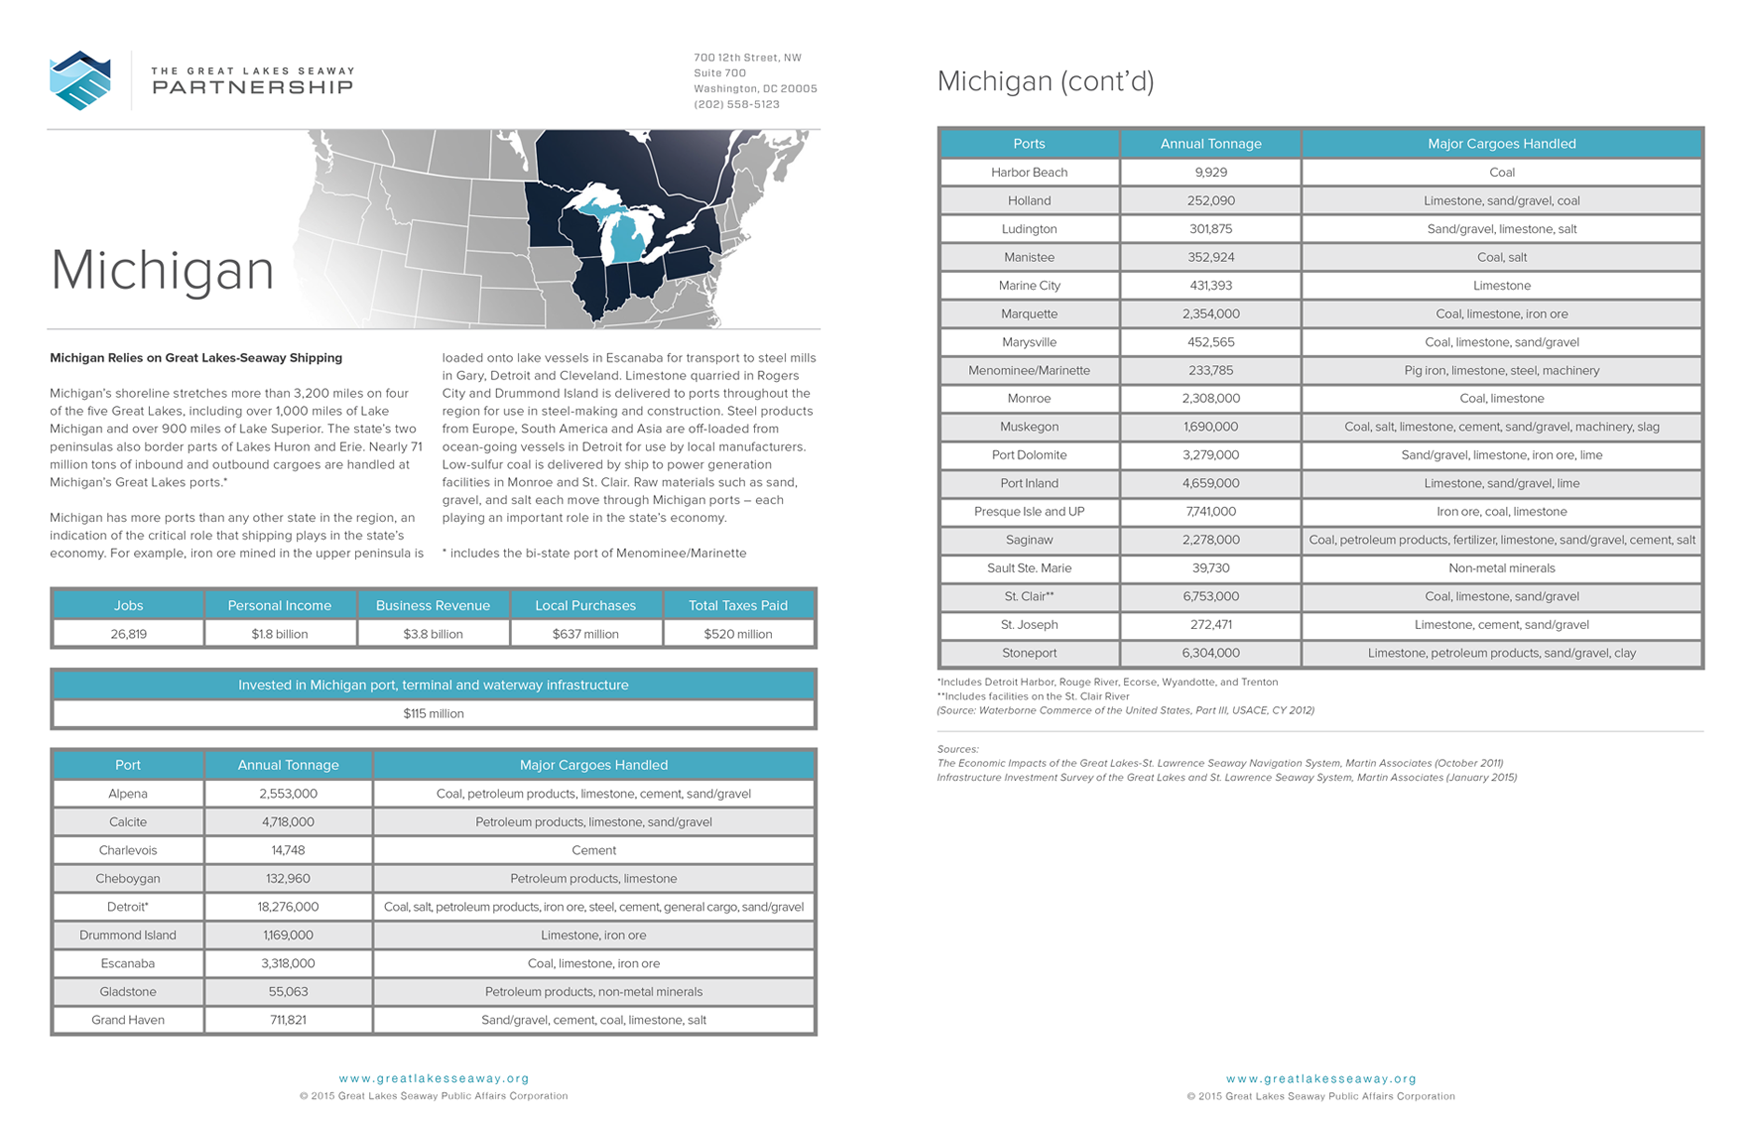 THE GREAT LAKES SEAWAY
PARTNERSHIP
700 12th Street, NW
Suite 700
Washington, DC 20005
(202) 558-5123
Michigan
Michigan Relies on Great Lakes-Seaway Shipping
Michigan's shoreline stretches more than 3,200 miles on four
of the five Great Lakes, including over 1,000 miles of Lake
Michigan and over 900 miles of Lake Superior. The state's two
peninsulas also border parts of Lakes Huron and Erie. Nearly 71
million tons of inbound and outbound cargoes are handled at
Michigan's Great Lakes ports.*
Michigan has more ports than any other state in the region, an
indication of the critical role that shipping plays in the state's
economy. For example, iron ore mined in the upper peninsula is
loaded onto lake vessels in Escanaba for transport to steel mills
in Gary, Detroit and Cleveland. Limestone quarried in Rogers
City and Drummond Island is delivered to ports throughout the
region for use in steel-making and construction. Steel products
from Europe, South America and Asia are off-loaded from
ocean-going vessels in Detroit for use by local manufacturers.
Low-sulfur coal is delivered by ship to power generation
facilities in Monroe and St. Clair. Raw materials such as sand,
gravel, and salt each move through Michigan ports – each
playing an important role in the state's economy.
* includes the bi-state port of Menominee/Marinette
Jobs Personal Income Business Revenue Local Purchases Total Taxes Paid
26,819 $1.8 billion $3.8 billion $637 million $520 million
Invested in Michigan port, terminal and waterway infrastructure
$115 million
Port Annual Tonnage Major Cargoes Handled
Alpena 2,553,000 Coal, petroleum products, limestone, cement, sand/gravel
Calcite 4,718,000 Petroleum products, limestone, sand/gravel
Charlevois 14,748 Cement
Cheboygan 132,960 Petroleum products, limestone
Detroit* 18,276,000 Coal, salt, petroleum products, iron ore, steel, cement, general cargo, sand/gravel
Drummond Island 1,169,000 Limestone, iron ore
Escanaba 3,318,000 Coal, limestone, iron ore
Gladstone 55,063 Petroleum products, non-metal minerals
Grand Haven 711,821 Sand/gravel, cement, coal, limestone, salt
www.greatlakesseaway.org
© 2015 Great Lakes Seaway Public Affairs Corporation
Michigan (cont'd)
Ports Annual Tonnage Major Cargoes Handled
Harbor Beach 9,929 Coal
Holland 252,090 Limestone, sand/gravel, coal
Ludington 301,875 Sand/gravel, limestone, salt
Manistee 352,924 Coal, salt
Marine City 431,393 Limestone
Marquette 2,354,000 Coal, limestone, iron ore
Marysville 452,565 Coal, limestone, sand/gravel
Menominee/Marinette 233,785 Pig iron, limestone, steel, machinery
Monroe 2,308,000 Coal, limestone
Muskegon 1,690,000 Coal, salt, limestone, cement, sand/gravel, machinery, slag
Port Dolomite 3,279,000 Sand/gravel, limestone, iron ore, lime
Port Inland 4,659,000 Limestone, sand/gravel, lime
Presque Isle and UP 7,741,000 Iron ore, coal, limestone
Saginaw 2,278,000 Coal, petroleum products, fertilizer, limestone, sand/gravel, cement, salt
Sault Ste. Marie 39,730 Non-metal minerals
St. Clair** 6,753,000 Coal, limestone, sand/gravel
St. Joseph 272,471 Limestone, cement, sand/gravel
Stoneport 6,304,000 Limestone, petroleum products, sand/gravel, clay
*Includes Detroit Harbor, Rouge River, Ecorse, Wyandotte, and Trenton
**Includes facilities on the St. Clair River
(Source: Waterborne Commerce of the United States, Part III, USACE, CY 2012)
Sources:
The Economic Impacts of the Great Lakes-St. Lawrence Seaway Navigation System, Martin Associates (October 2011)
Infrastructure Investment Survey of the Great Lakes and St. Lawrence Seaway System, Martin Associates (January 2015)
www.greatlakesseaway.org
© 2015 Great Lakes Seaway Public Affairs Corporation